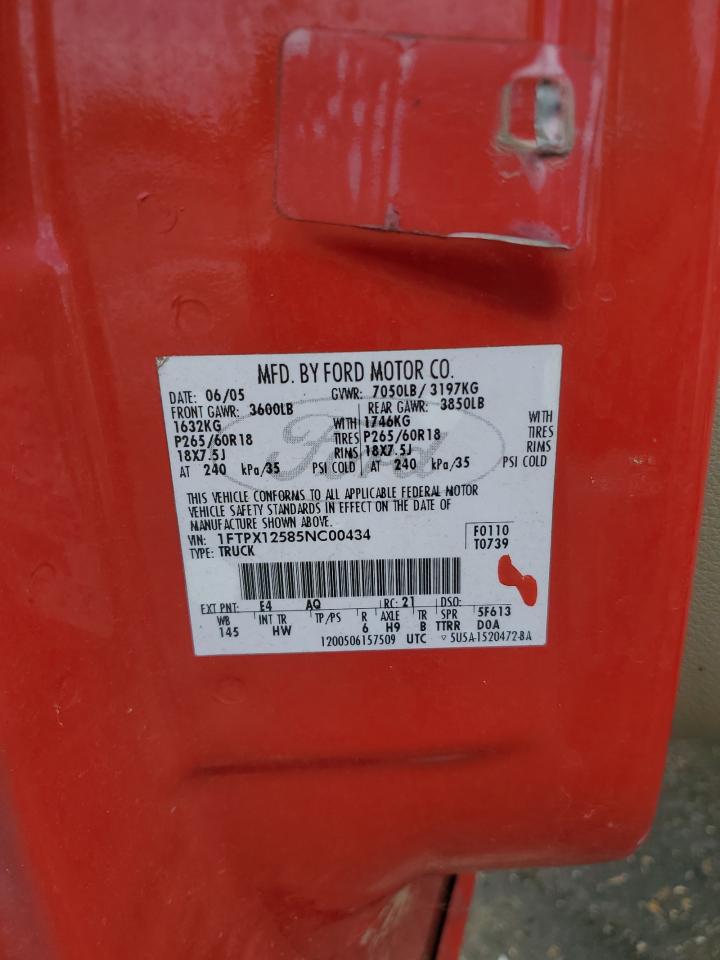 MFD. BY FORD MOTOR CO.
DATE: 06/05 GVWR: 7050LB/ 3197KG
FRONT GAWR: 3600LB REAR GAWR: 3850LB
1632KG WITH 1746KG WITH
P265/60R18 TIRES P265/60R18 TIRES
18X7.5J RIMS 18X7.5J RIMS
AT 240 kPa/35 PSI COLD AT 240 kPa/35 PSI COLD
THIS VEHICLE CONFORMS TO ALL APPLICABLE FEDERAL MOTOR
VEHICLE SAFETY STANDARDS IN EFFECT ON THE DATE OF
MANUFACTURE SHOWN ABOVE.
VIN: 1FTPX12585NC00434 F0110
TYPE: TRUCK T0739
Ford
EXT PNT: E4 AQ RC: 21 DSO:
WB INT TR TP/PS R AXLE TR SPR 5F613
145 HW 6 H9 B TTRR DOA
1200506157509 UTC ▽ 5U5A-1520472-BA